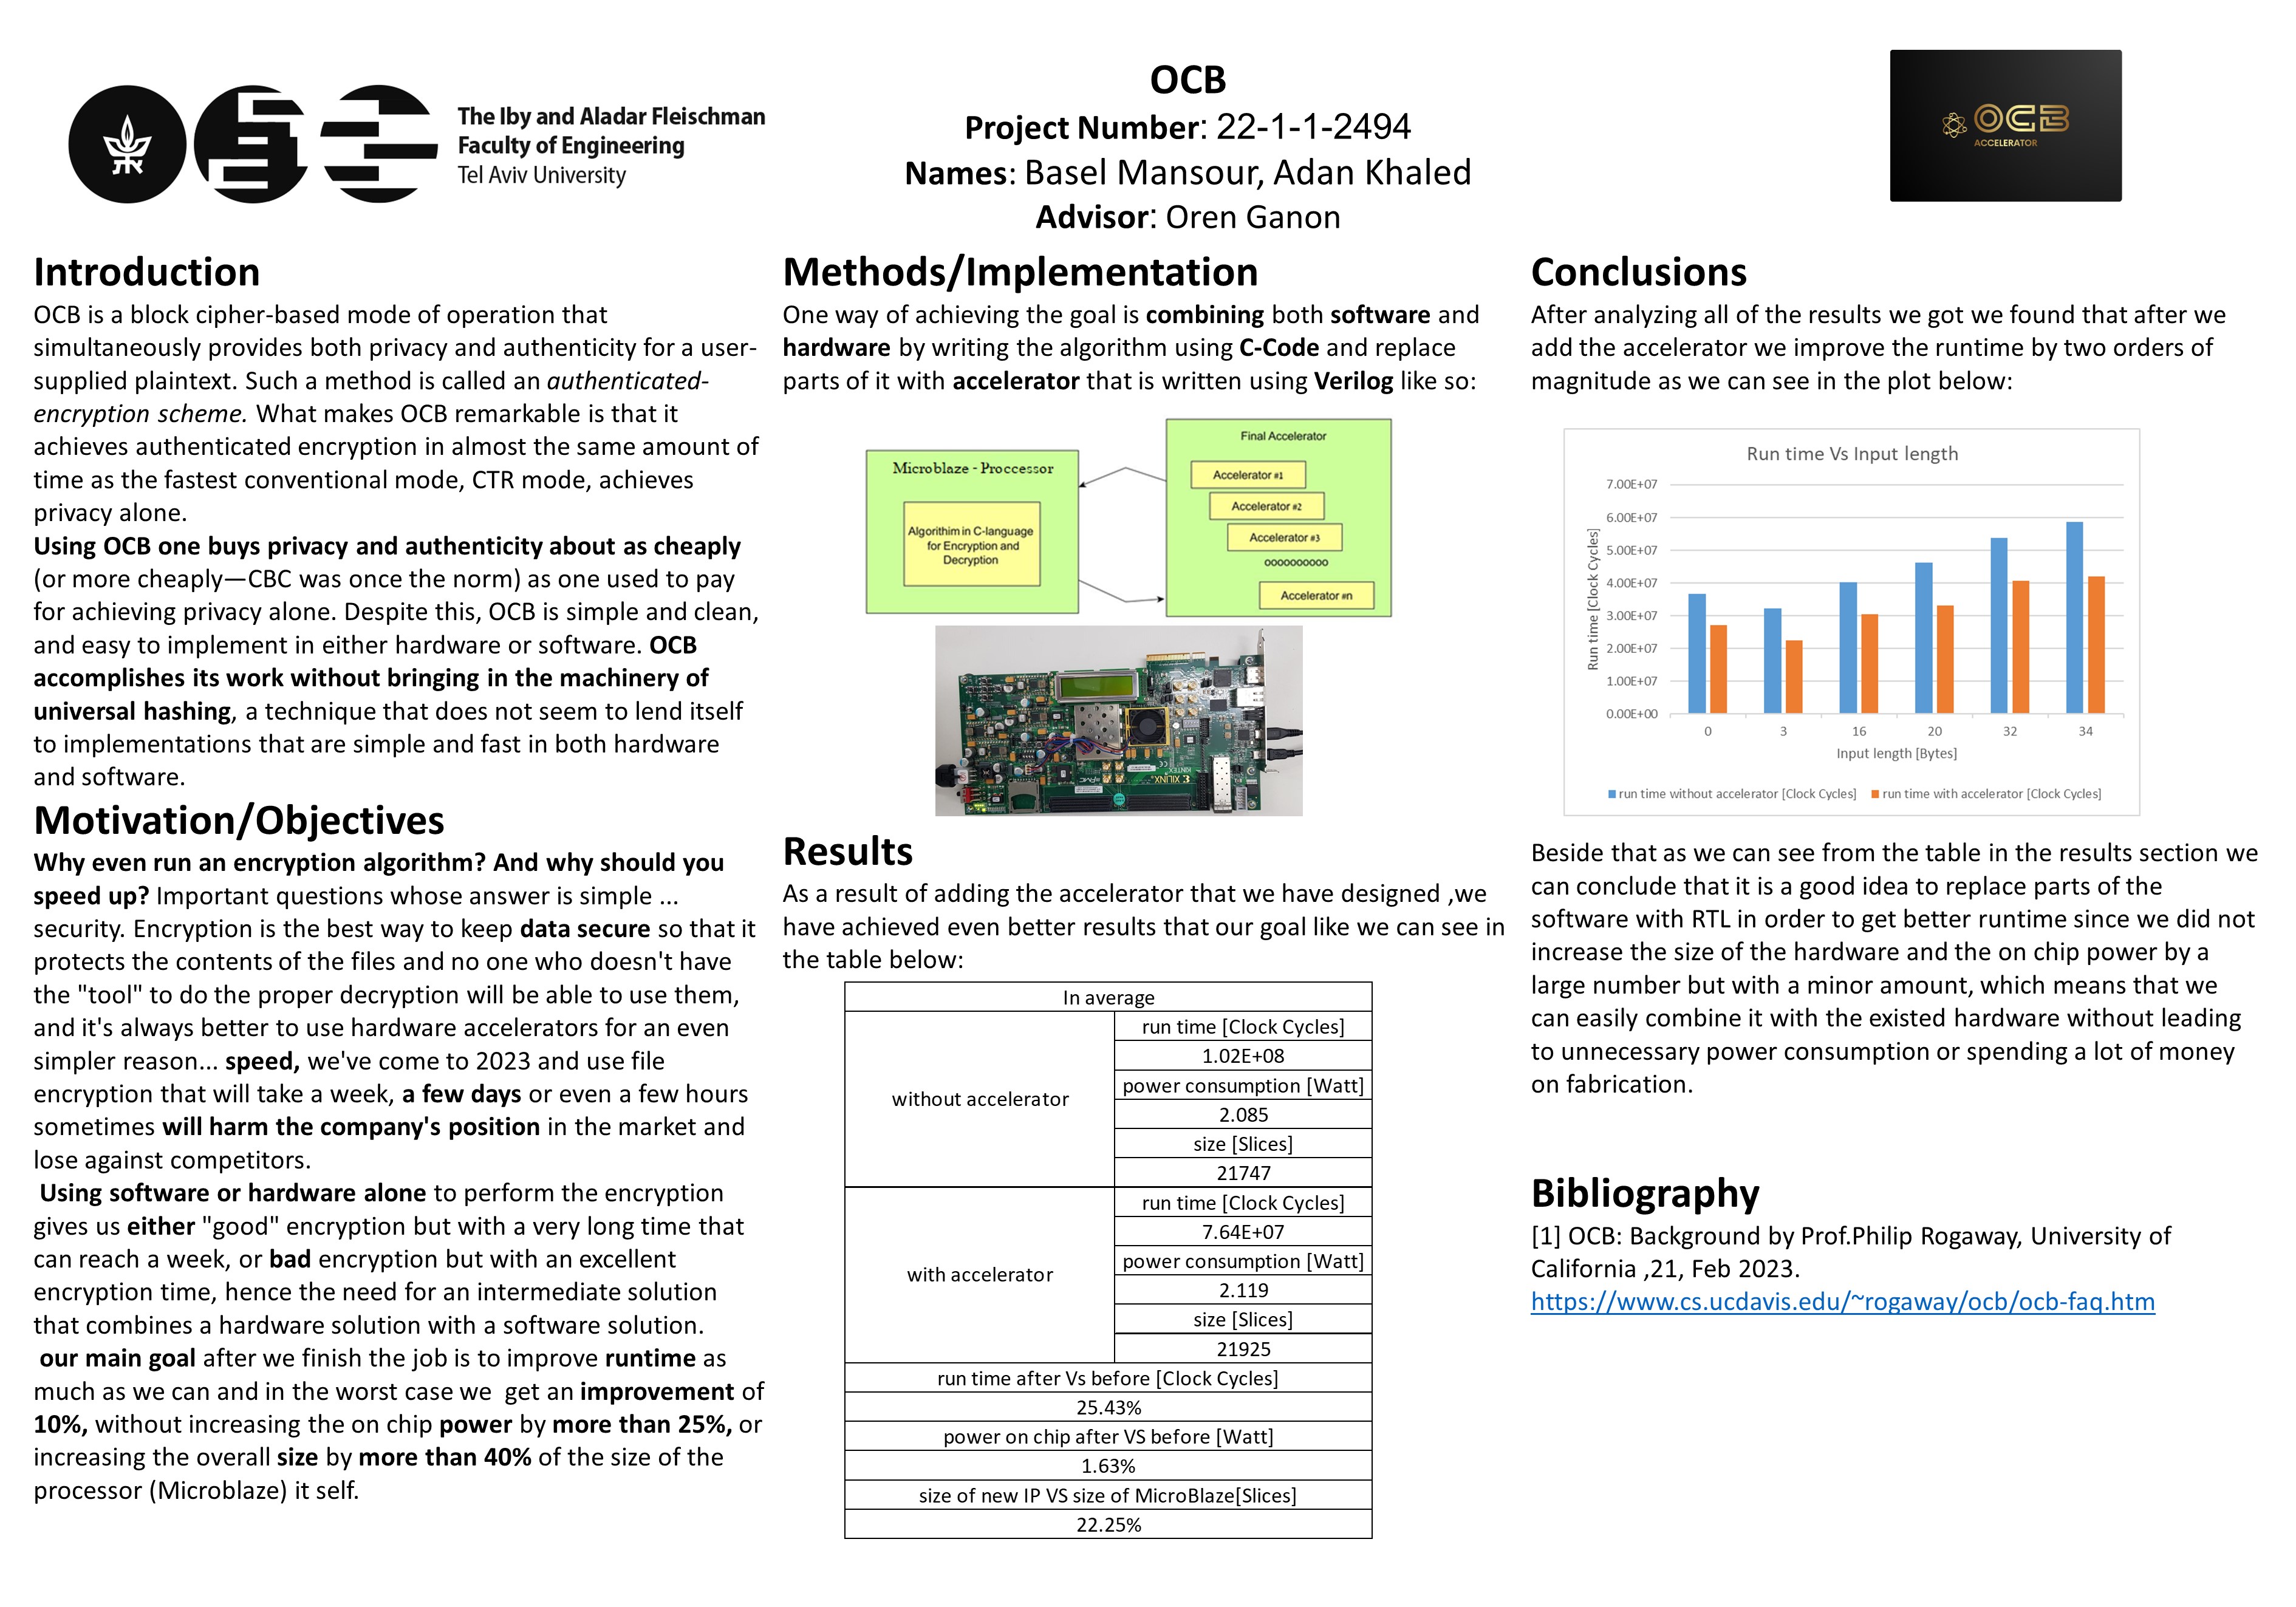 The Iby and Aladar Fleischman
Faculty of Engineering
Tel Aviv University
OCB
Project Number: 22-1-1-2494
Names: Basel Mansour, Adan Khaled
Advisor: Oren Ganon
OCB
ACCELERATOR
Introduction
OCB is a block cipher-based mode of operation that
simultaneously provides both privacy and authenticity for a user-
supplied plaintext. Such a method is called an authenticated-
encryption scheme. What makes OCB remarkable is that it
achieves authenticated encryption in almost the same amount of
time as the fastest conventional mode, CTR mode, achieves
privacy alone.
Using OCB one buys privacy and authenticity about as cheaply
(or more cheaply—CBC was once the norm) as one used to pay
for achieving privacy alone. Despite this, OCB is simple and clean,
and easy to implement in either hardware or software. OCB
accomplishes its work without bringing in the machinery of
universal hashing, a technique that does not seem to lend itself
to implementations that are simple and fast in both hardware
and software.
Motivation/Objectives
Why even run an encryption algorithm? And why should you
speed up? Important questions whose answer is simple ...
security. Encryption is the best way to keep data secure so that it
protects the contents of the files and no one who doesn't have
the "tool" to do the proper decryption will be able to use them,
and it's always better to use hardware accelerators for an even
simpler reason... speed, we've come to 2023 and use file
encryption that will take a week, a few days or even a few hours
sometimes will harm the company's position in the market and
lose against competitors.
Using software or hardware alone to perform the encryption
gives us either "good" encryption but with a very long time that
can reach a week, or bad encryption but with an excellent
encryption time, hence the need for an intermediate solution
that combines a hardware solution with a software solution.
our main goal after we finish the job is to improve runtime as
much as we can and in the worst case we get an improvement of
10%, without increasing the on chip power by more than 25%, or
increasing the overall size by more than 40% of the size of the
processor (Microblaze) it self.
Methods/Implementation
One way of achieving the goal is combining both software and
hardware by writing the algorithm using C-Code and replace
parts of it with accelerator that is written using Verilog like so:
Microblaze - Proccessor
Algorithim in C-language
for Encryption and
Decryption
Final Accelerator
Accelerator #1
Accelerator #2
Accelerator #3
oooooooooo
Accelerator #n
XILINX
Results
As a result of adding the accelerator that we have designed ,we
have achieved even better results that our goal like we can see in
the table below:
In average
without accelerator
run time [Clock Cycles]
1.02E+08
power consumption [Watt]
2.085
size [Slices]
21747
with accelerator
run time [Clock Cycles]
7.64E+07
power consumption [Watt]
2.119
size [Slices]
21925
run time after Vs before [Clock Cycles]
25.43%
power on chip after VS before [Watt]
1.63%
size of new IP VS size of MicroBlaze[Slices]
22.25%
Conclusions
After analyzing all of the results we got we found that after we
add the accelerator we improve the runtime by two orders of
magnitude as we can see in the plot below:
Run time Vs Input length
Run time [Clock Cycles]
7.00E+07
6.00E+07
5.00E+07
4.00E+07
3.00E+07
2.00E+07
1.00E+07
0.00E+00
0 3 16 20 32 34
Input length [Bytes]
run time without accelerator [Clock Cycles] run time with accelerator [Clock Cycles]
Beside that as we can see from the table in the results section we
can conclude that it is a good idea to replace parts of the
software with RTL in order to get better runtime since we did not
increase the size of the hardware and the on chip power by a
large number but with a minor amount, which means that we
can easily combine it with the existed hardware without leading
to unnecessary power consumption or spending a lot of money
on fabrication.
Bibliography
[1] OCB: Background by Prof.Philip Rogaway, University of
California ,21, Feb 2023.
https://www.cs.ucdavis.edu/~rogaway/ocb/ocb-faq.htm